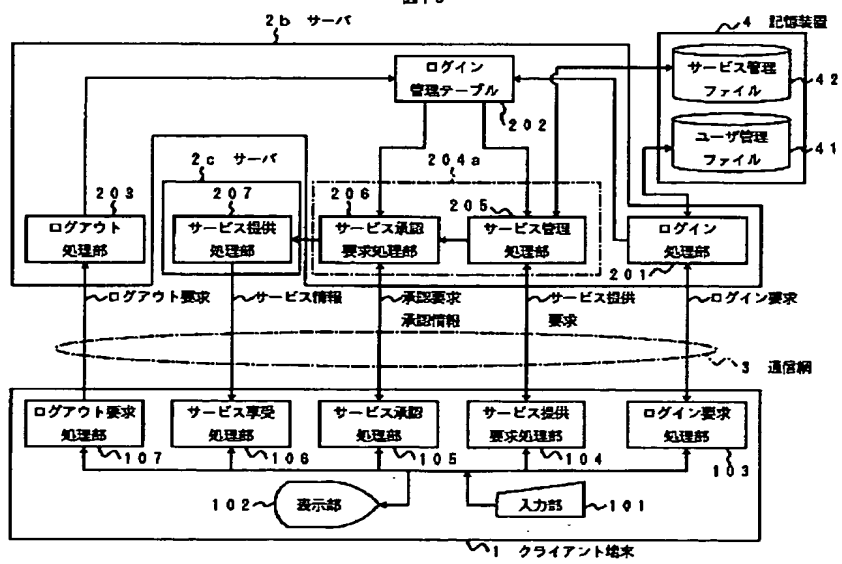 2b サーバ
4 記憶装置
ログイン
管理テーブル
202
サービス管理
ファイル
42
ユーザ管理
ファイル
41
2c サーバ
204a
203
ログアウト
処理部
207
サービス提供
処理部
206
サービス承認
要求処理部
205
サービス管理
処理部
ログイン
処理部
201
ログアウト要求
サービス情報
承認要求
承認情報
サービス提供
要求
ログイン要求
3 通信網
ログアウト要求
処理部
107
サービス享受
処理部
106
サービス承認
処理部
105
サービス提供
要求処理部
104
ログイン要求
処理部
103
102
表示部
入力部
101
1 クライアント端末